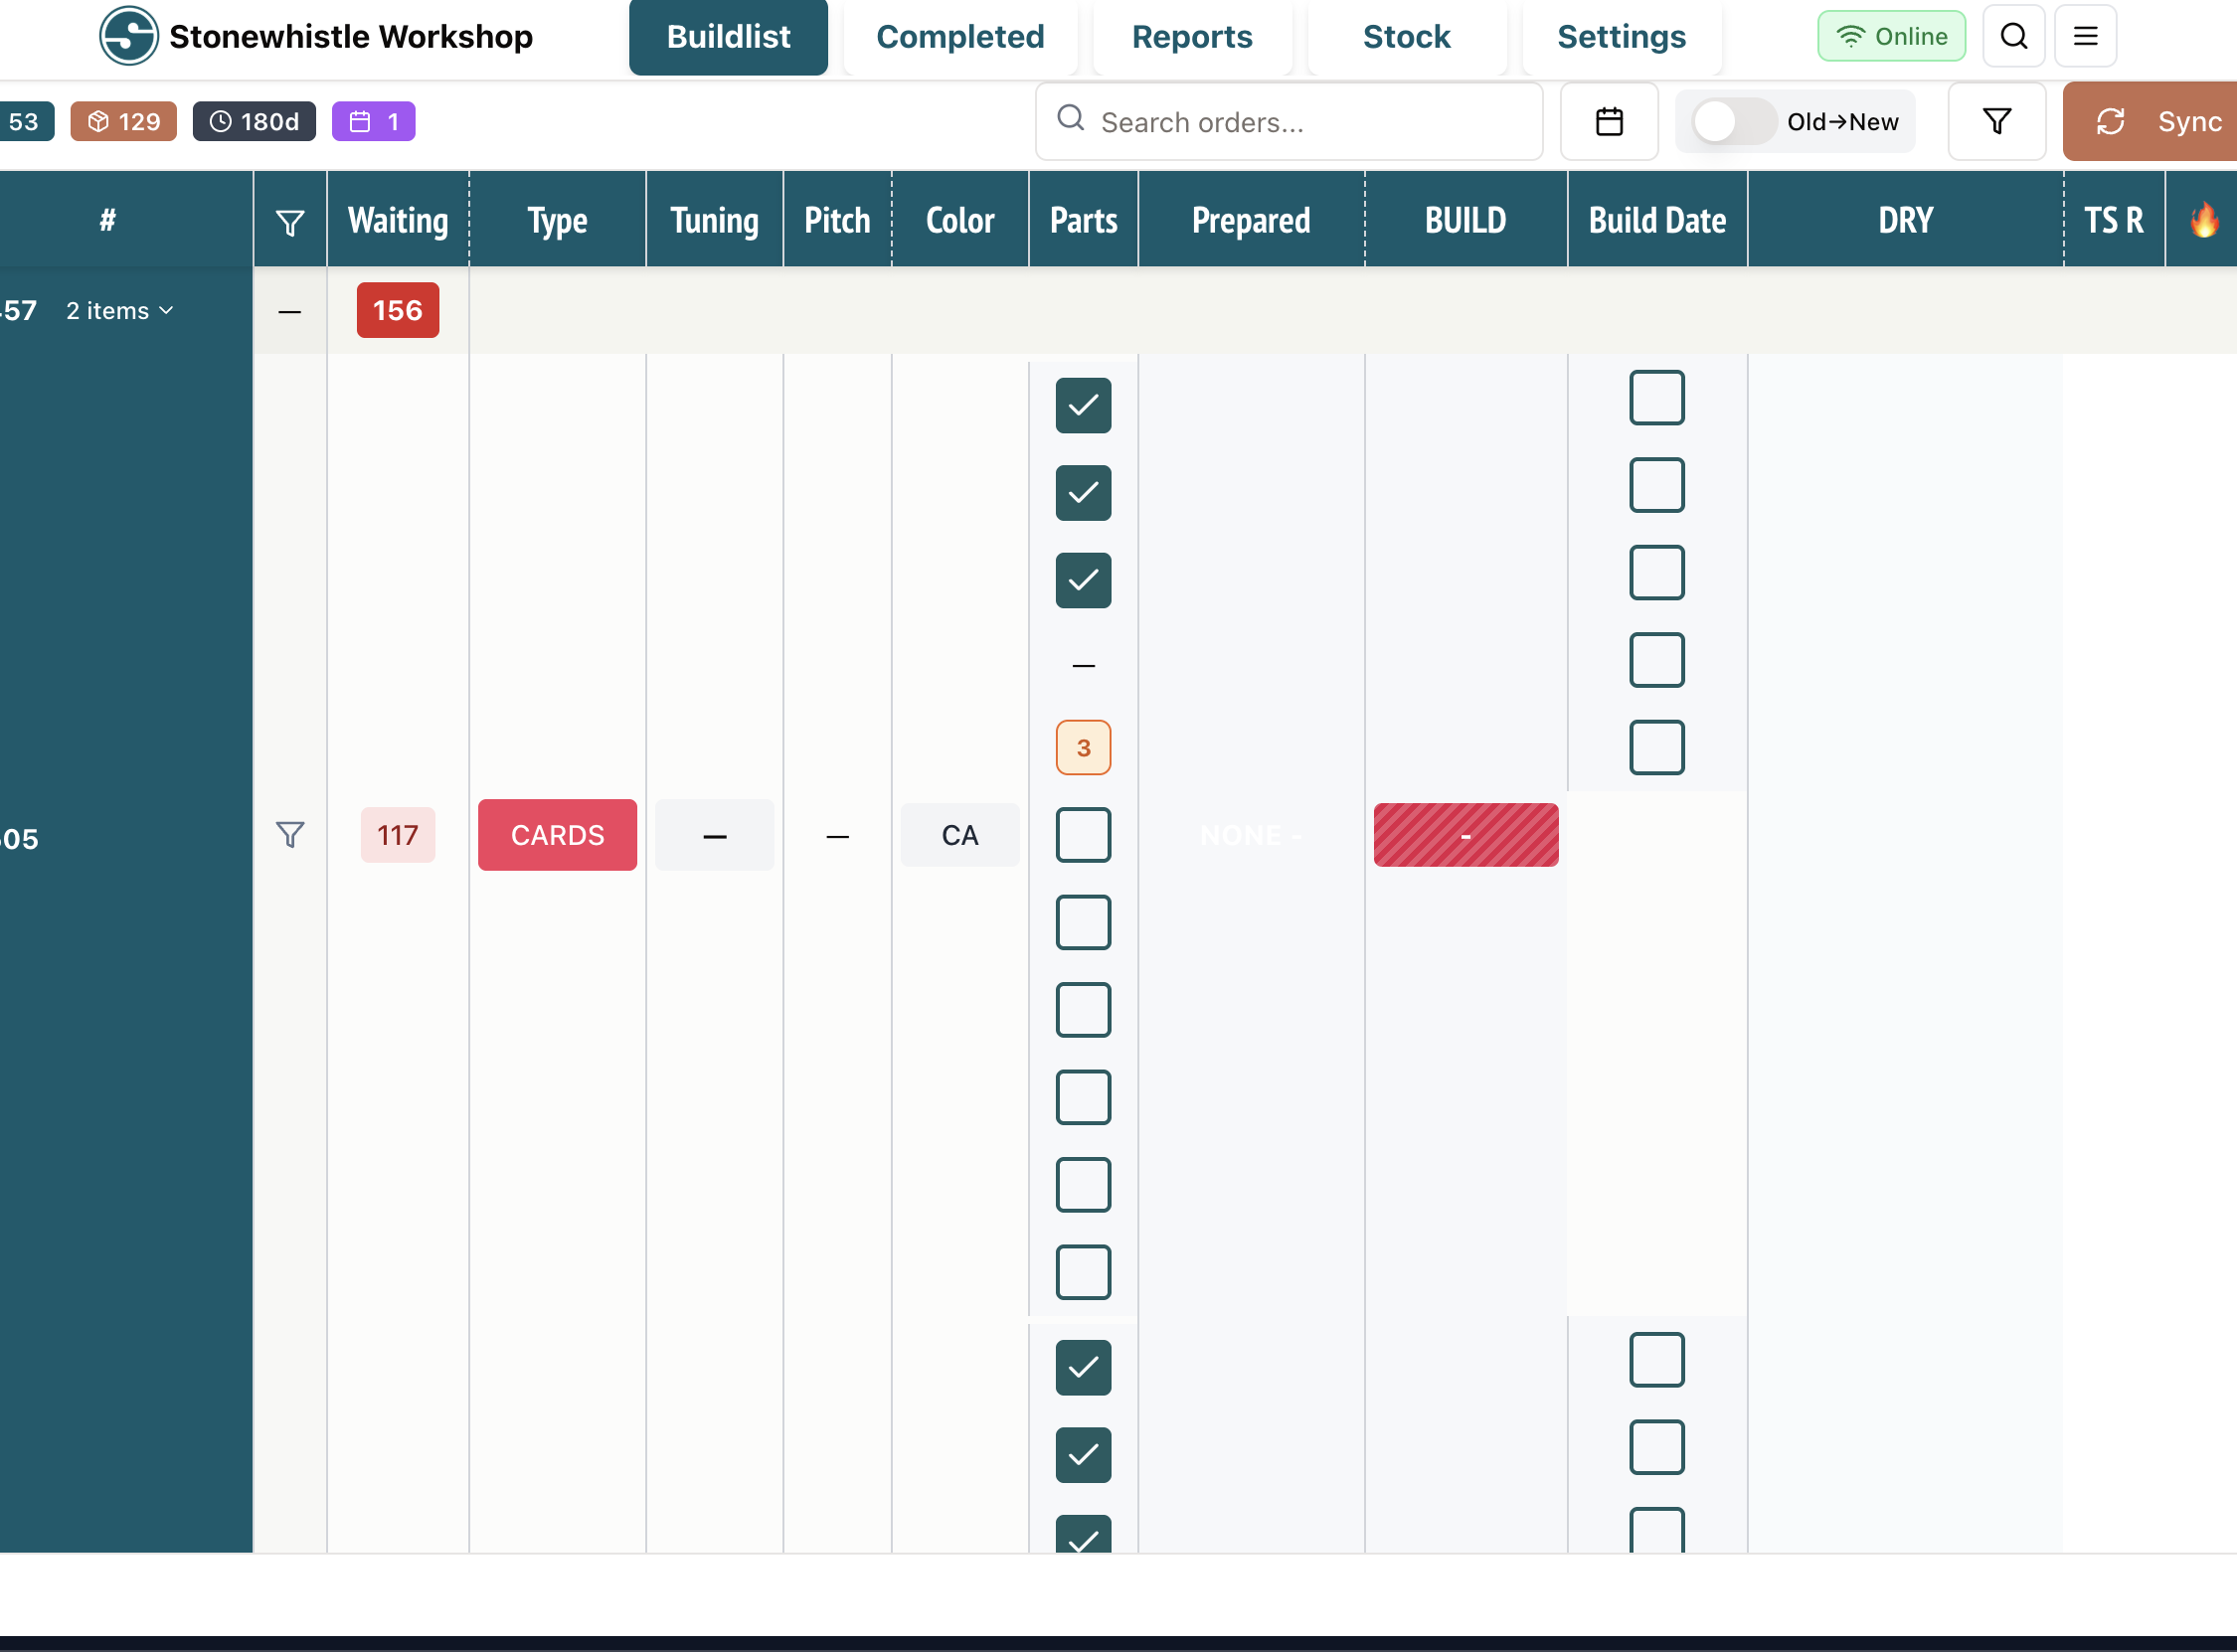 Stonewhistle Workshop
Buildlist
Completed
Reports
Stock
Settings
Online
53
129
180d
1
Search orders...
Old→New
Sync
#
Waiting
Type
Tuning
Pitch
Color
Parts
Prepared
BUILD
Build Date
DRY
TS R
57 2 items
—
156
—
3
05
117
CARDS
—
—
CA
NONE -
-